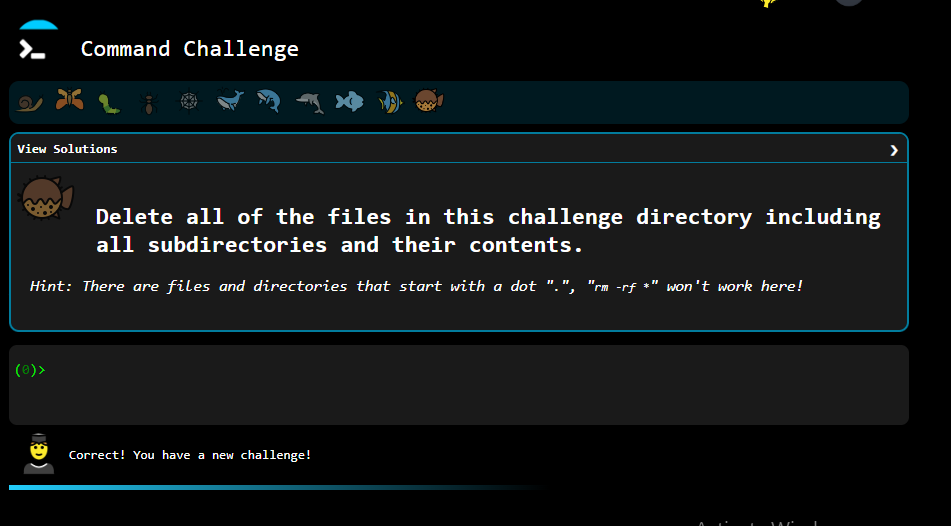 Command Challenge
View Solutions
Delete all of the files in this challenge directory including
all subdirectories and their contents.
Hint: There are files and directories that start with a dot ".", "rm -rf *" won't work here!
(0)>
Correct! You have a new challenge!